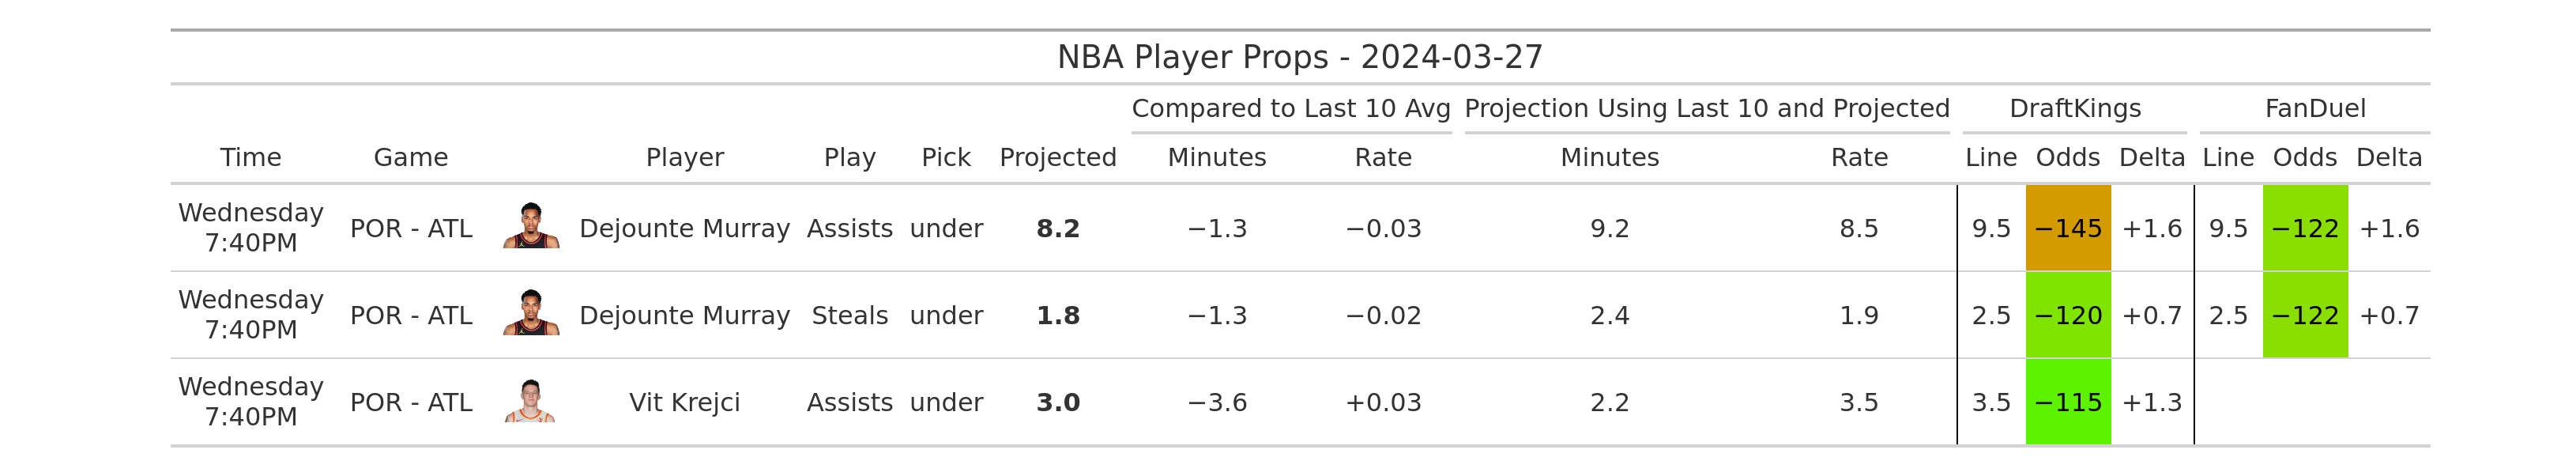 NBA Player Props - 2024-03-27
Compared to Last 10 Avg Projection Using Last 10 and Projected DraftKings FanDuel
Time Game Player Play Pick Projected Minutes Rate Minutes Rate Line Odds Delta Line Odds Delta
Wednesday
7:40PM POR - ATL Dejounte Murray Assists under 8.2 −1.3 −0.03 9.2 8.5 9.5 −145 +1.6 9.5 −122 +1.6
Wednesday
7:40PM POR - ATL Dejounte Murray Steals under 1.8 −1.3 −0.02 2.4 1.9 2.5 −120 +0.7 2.5 −122 +0.7
Wednesday
7:40PM POR - ATL Vit Krejci Assists under 3.0 −3.6 +0.03 2.2 3.5 3.5 −115 +1.3